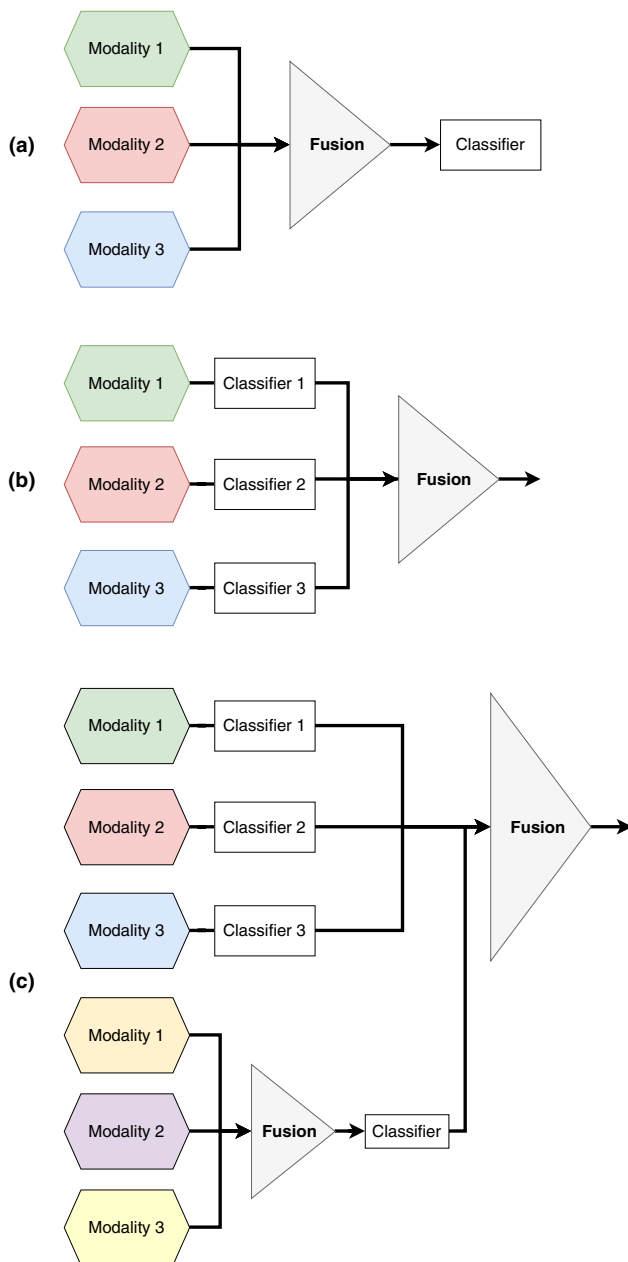 Modality 1
(a)
Modality 2
Fusion
Classifier
Modality 3
Modality 1
Classifier 1
(b)
Modality 2
Classifier 2
Fusion
Modality 3
Classifier 3
Modality 1
Classifier 1
Modality 2
Classifier 2
Fusion
Modality 3
Classifier 3
(c)
Modality 1
Modality 2
Fusion
Classifier
Modality 3